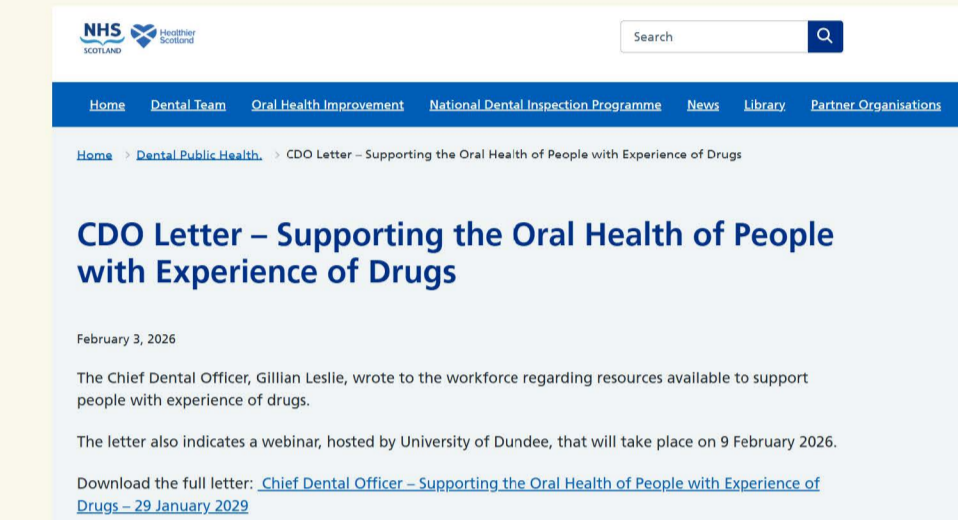 NHS
SCOTLAND
Healthier
Scotland
Search
Home Dental Team Oral Health Improvement National Dental Inspection Programme News Library Partner Organisations
Home > Dental Public Health. > CDO Letter – Supporting the Oral Health of People with Experience of Drugs
CDO Letter – Supporting the Oral Health of People
with Experience of Drugs
February 3, 2026
The Chief Dental Officer, Gillian Leslie, wrote to the workforce regarding resources available to support
people with experience of drugs.
The letter also indicates a webinar, hosted by University of Dundee, that will take place on 9 February 2026.
Download the full letter: Chief Dental Officer – Supporting the Oral Health of People with Experience of
Drugs – 29 January 2029